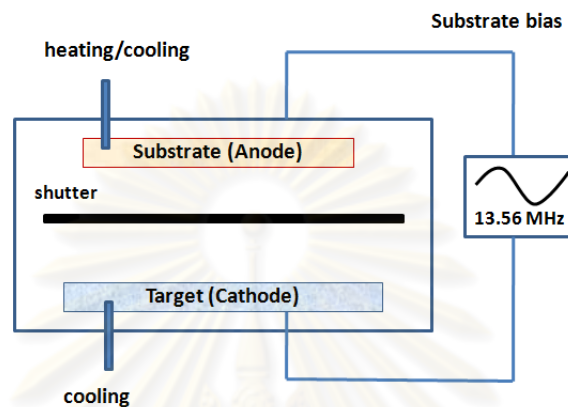 Substrate bias
heating/cooling
Substrate (Anode)
shutter
13.56 MHz
Target (Cathode)
cooling